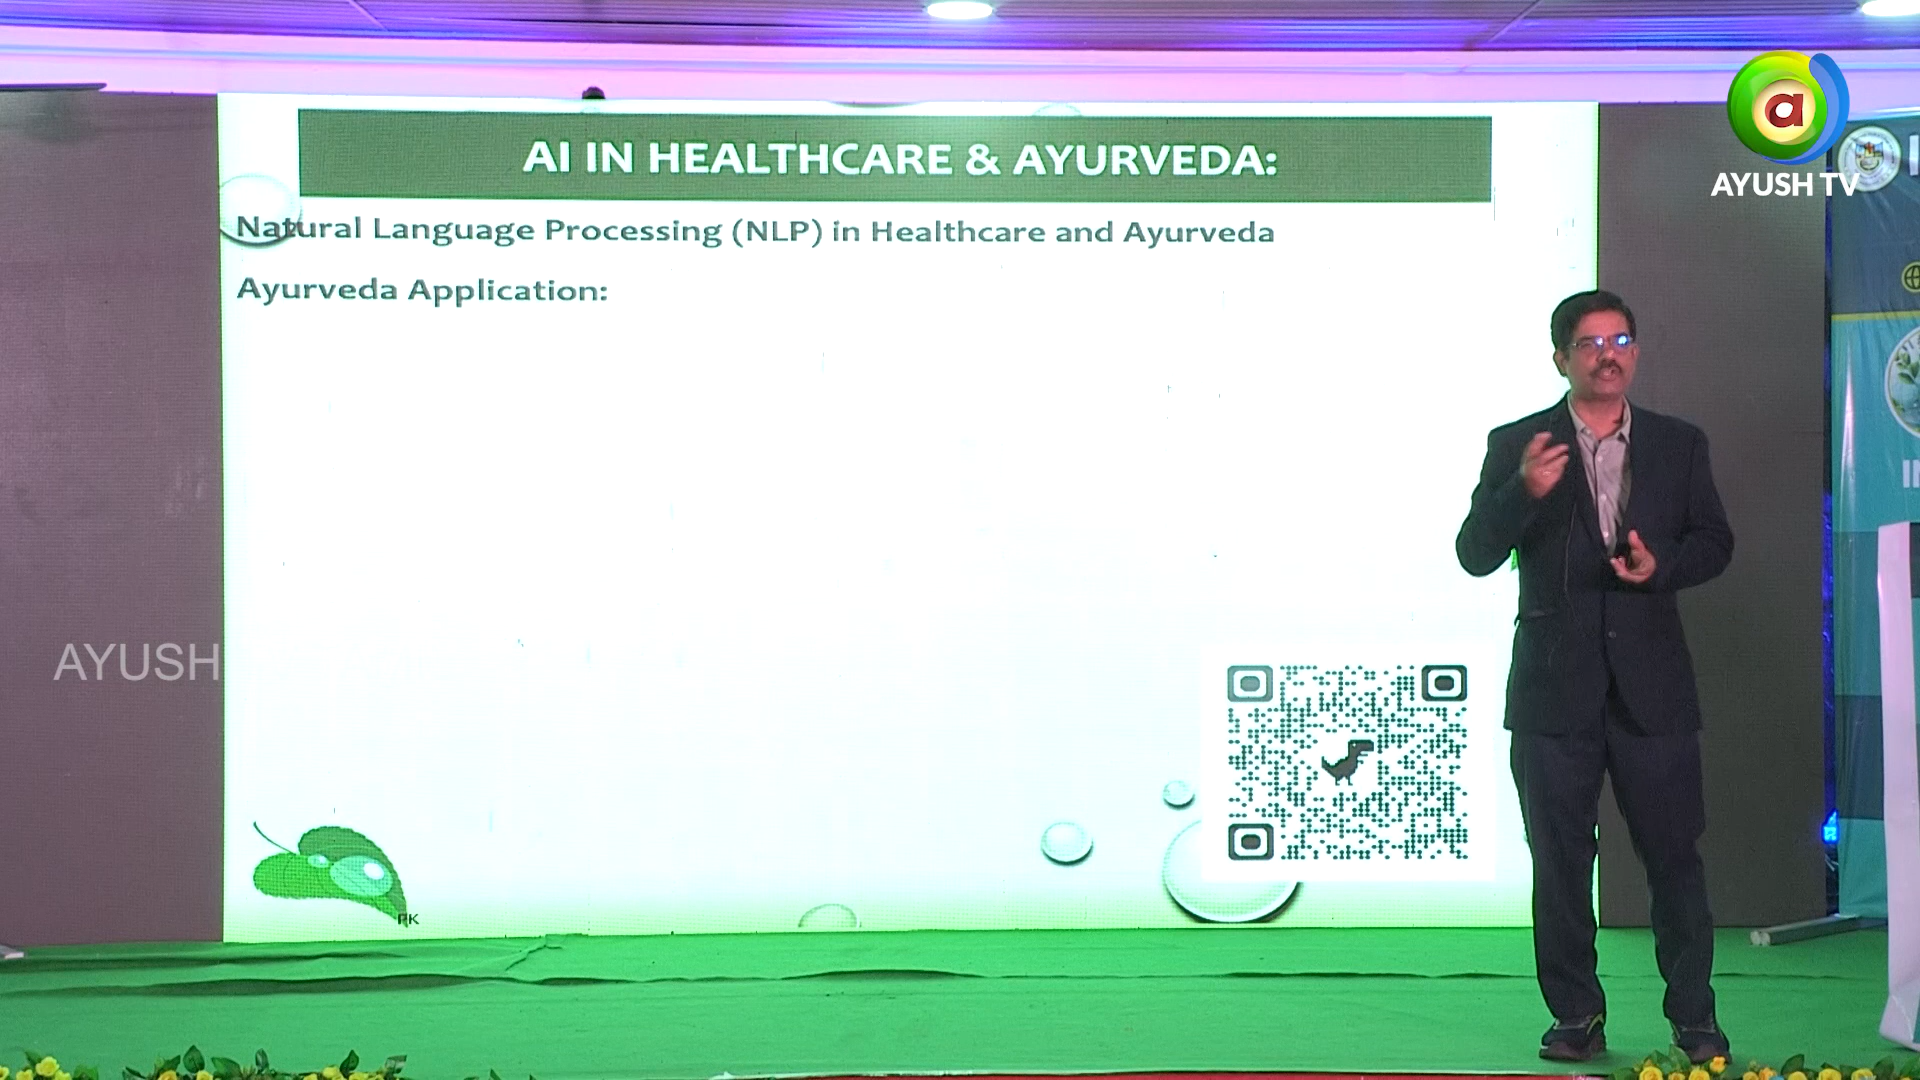 AI IN HEALTHCARE & AYURVEDA:
a
AYUSH TV
Natural Language Processing (NLP) in Healthcare and Ayurveda
Ayurveda Application:
AYUSH
PK